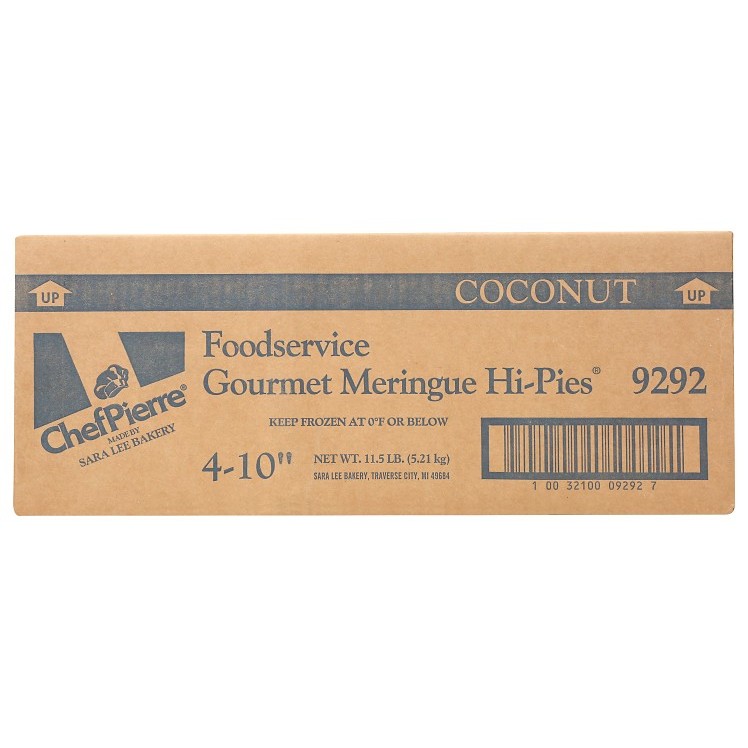 COCONUT
UP
UP
ChefPierre®
MADE BY
SARA LEE BAKERY
Foodservice
Gourmet Meringue Hi-Pies® 9292
KEEP FROZEN AT 0°F OR BELOW
4-10"
NET WT. 11.5 LB. (5.21 kg)
SARA LEE BAKERY, TRAVERSE CITY, MI 49684
1 00 32100 09292 7